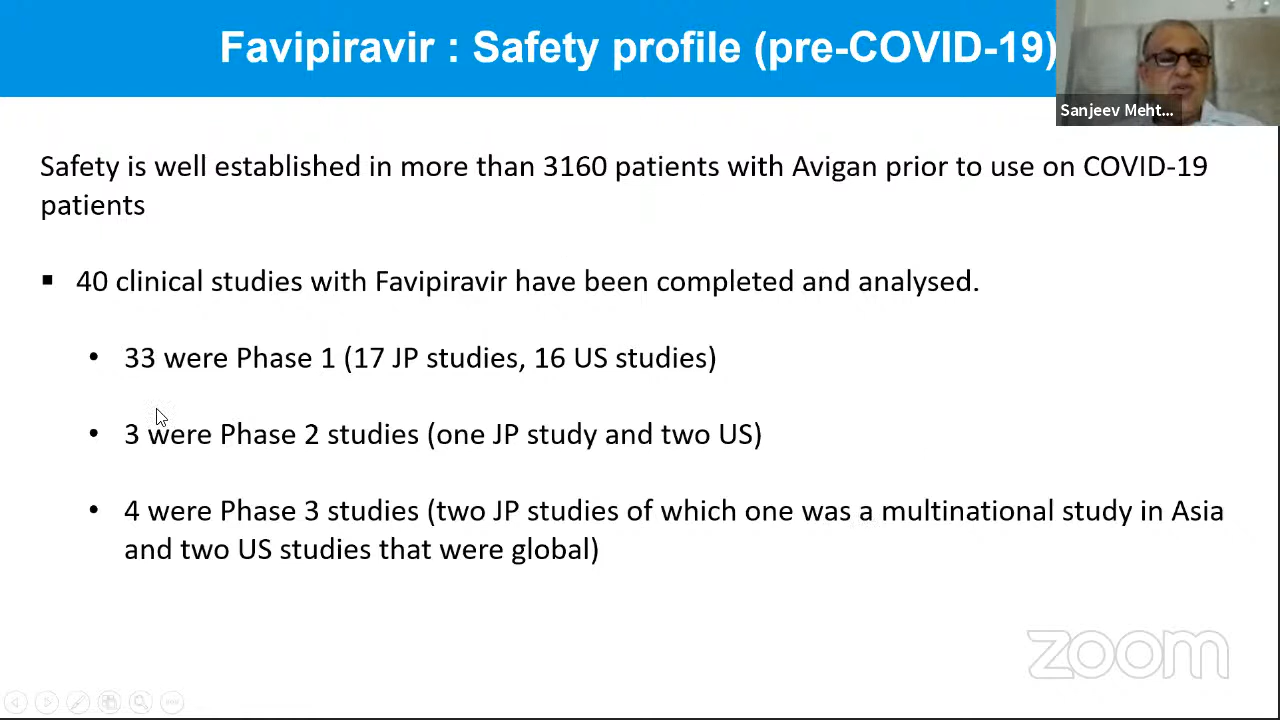 Favipiravir : Safety profile (pre-COVID-19)
Sanjeev Meht...
Safety is well established in more than 3160 patients with Avigan prior to use on COVID-19
patients
▪ 40 clinical studies with Favipiravir have been completed and analysed.
• 33 were Phase 1 (17 JP studies, 16 US studies)
• 3 were Phase 2 studies (one JP study and two US)
• 4 were Phase 3 studies (two JP studies of which one was a multinational study in Asia
and two US studies that were global)
zoom